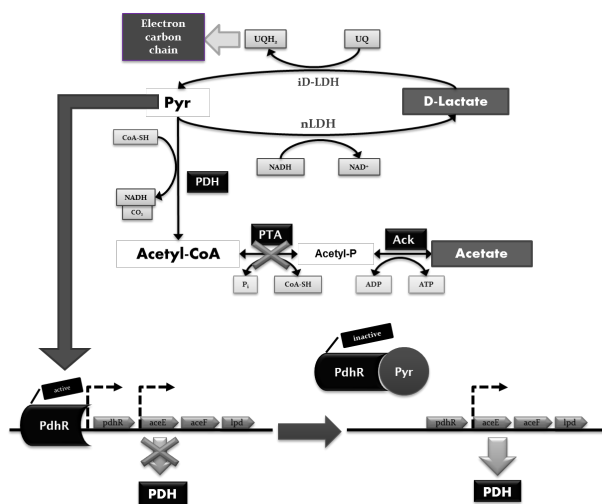 Electron
carbon
chain
UQH₂
UQ
iD-LDH
Pyr
D-Lactate
nLDH
CoA-SH
NADH
NAD⁺
PDH
NADH
CO₂
PTA
Ack
Acetyl-CoA
Acetyl-P
Acetate
Pᵢ
CoA-SH
ADP
ATP
inactive
active
PdhR
Pyr
PdhR
pdhR
aceE
aceF
lpd
pdhR
aceE
aceF
lpd
PDH
PDH